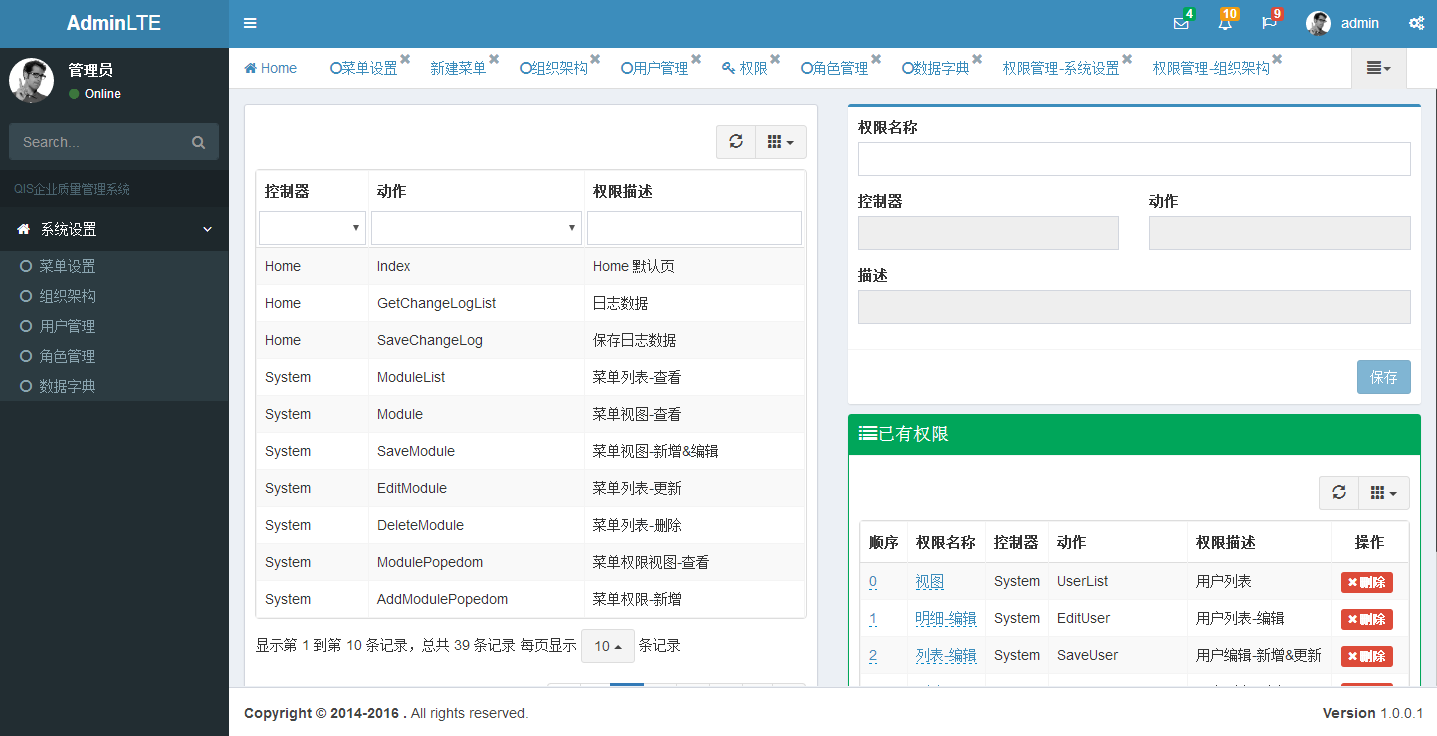 AdminLTE
4 10 9 admin
管理员
Online
Search...
QIS企业质量管理系统
系统设置
菜单设置
组织架构
用户管理
角色管理
数据字典
Home 菜单设置 新建菜单 组织架构 用户管理 权限 角色管理 数据字典 权限管理-系统设置 权限管理-组织架构
控制器 动作 权限描述
Home Index Home 默认页
Home GetChangeLogList 日志数据
Home SaveChangeLog 保存日志数据
System ModuleList 菜单列表-查看
System Module 菜单视图-查看
System SaveModule 菜单视图-新增&编辑
System EditModule 菜单列表-更新
System DeleteModule 菜单列表-删除
System ModulePopedom 菜单权限视图-查看
System AddModulePopedom 菜单权限-新增
显示第 1 到第 10 条记录，总共 39 条记录 每页显示 10 条记录
权限名称
控制器 动作
描述
保存
已有权限
顺序 权限名称 控制器 动作 权限描述 操作
0 视图 System UserList 用户列表 删除
1 明细-编辑 System EditUser 用户列表-编辑 删除
2 列表-编辑 System SaveUser 用户编辑-新增&更新 删除
Copyright © 2014-2016 . All rights reserved.
Version 1.0.0.1